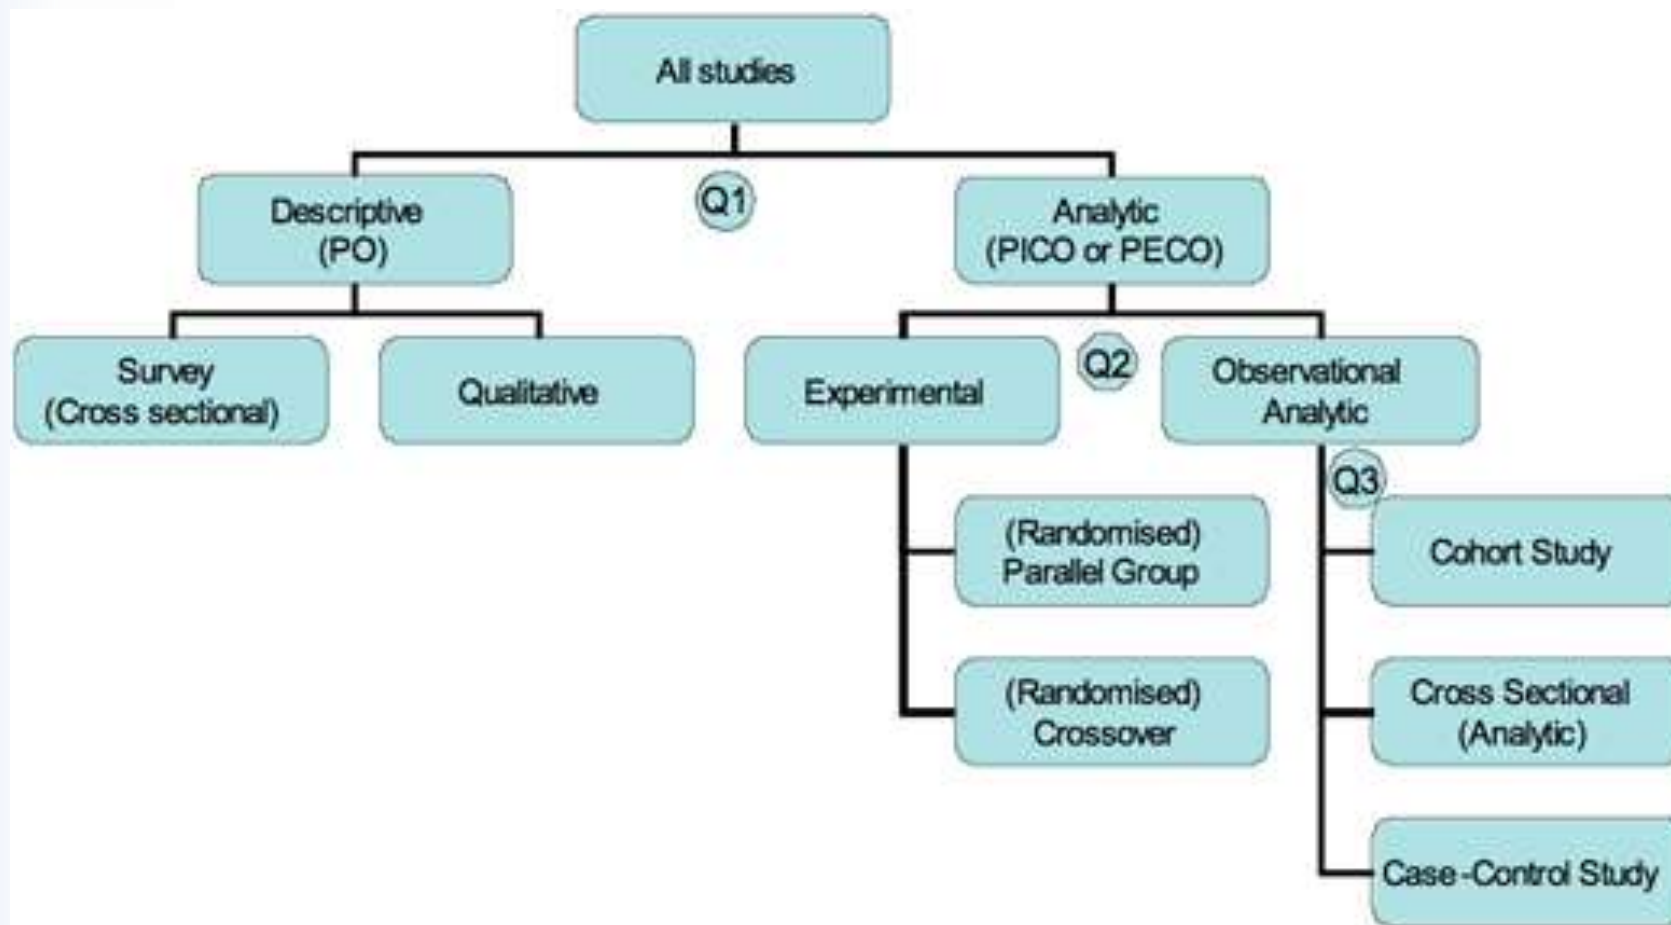 All studies
Q1
Descriptive
(PO)
Analytic
(PICO or PECO)
Survey
(Cross sectional)
Qualitative
Experimental
Q2
Observational
Analytic
Q3
(Randomised)
Parallel Group
Cohort Study
(Randomised)
Crossover
Cross Sectional
(Analytic)
Case-Control Study